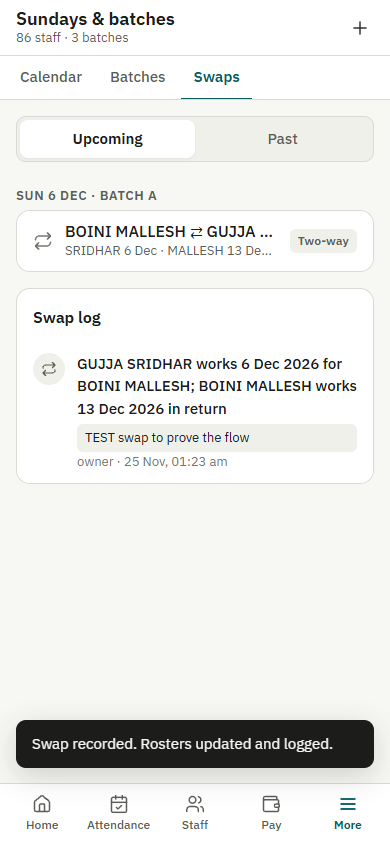 Sundays & batches
86 staff · 3 batches
Calendar
Batches
Swaps
Upcoming
Past
SUN 6 DEC · BATCH A
BOINI MALLESH ⇄ GUJJA ...
SRIDHAR 6 Dec · MALLESH 13 De...
Two-way
Swap log
GUJJA SRIDHAR works 6 Dec 2026 for
BOINI MALLESH; BOINI MALLESH works
13 Dec 2026 in return
TEST swap to prove the flow
owner · 25 Nov, 01:23 am
Swap recorded. Rosters updated and logged.
Home
Attendance
Staff
Pay
More